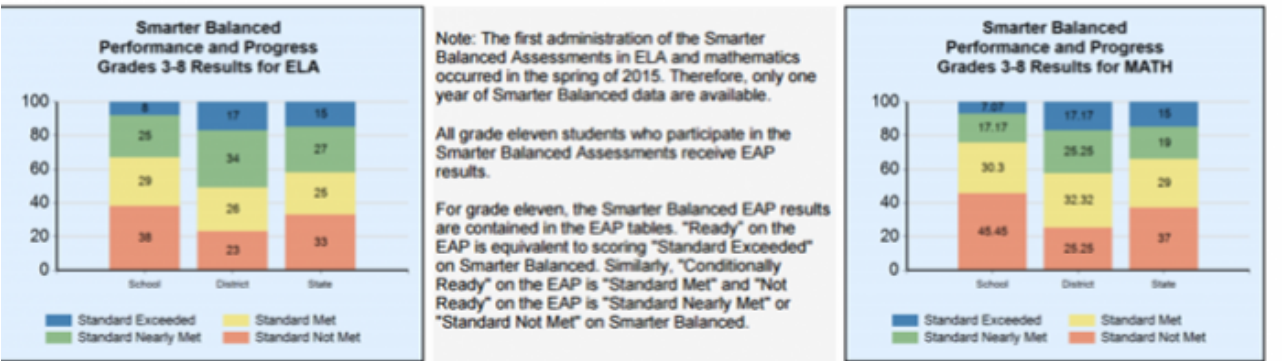 Smarter Balanced
Performance and Progress
Grades 3-8 Results for ELA
100
80
60
40
20
0
8
25
29
38
17
34
26
23
15
27
25
33
School
District
State
Standard Exceeded
Standard Met
Standard Nearly Met
Standard Not Met
Note: The first administration of the Smarter
Balanced Assessments in ELA and mathematics
occurred in the spring of 2015. Therefore, only one
year of Smarter Balanced data are available.
All grade eleven students who participate in the
Smarter Balanced Assessments receive EAP
results.
For grade eleven, the Smarter Balanced EAP results
are contained in the EAP tables. "Ready" on the
EAP is equivalent to scoring "Standard Exceeded"
on Smarter Balanced. Similarly, "Conditionally
Ready" on the EAP is "Standard Met" and "Not
Ready" on the EAP is "Standard Nearly Met" or
"Standard Not Met" on Smarter Balanced.
Smarter Balanced
Performance and Progress
Grades 3-8 Results for MATH
100
80
60
40
20
0
7.07
17.17
30.3
45.45
17.17
25.25
32.32
25.25
15
19
29
37
School
District
State
Standard Exceeded
Standard Met
Standard Nearly Met
Standard Not Met